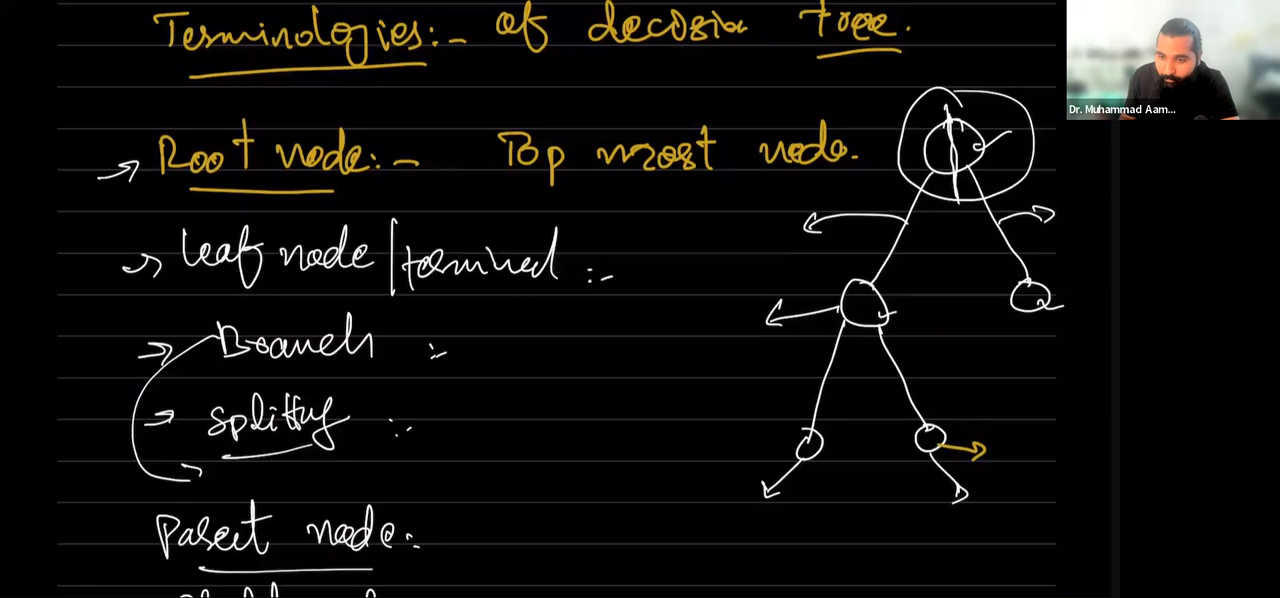 Terminologies:- of decision tree.
Dr. Muhammad Aam...
Root node:- Top most node.
leaf node/terminal :-
Branch :-
splitting :-
Parent node:-